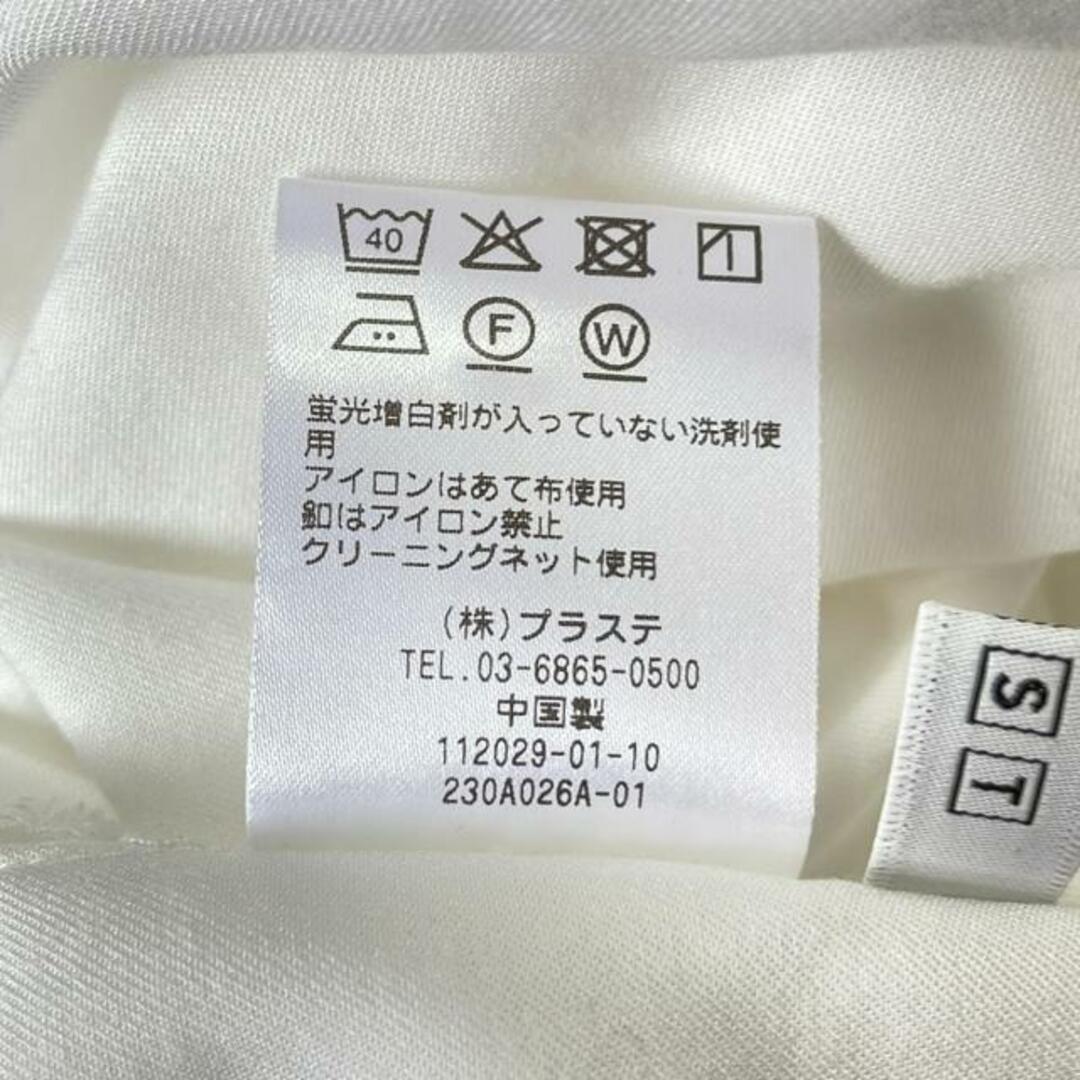 40
F W
蛍光増白剤が入っていない洗剤使
用
アイロンはあて布使用
釦はアイロン禁止
クリーニングネット使用
(株)プラステ
TEL.03-6865-0500
中国製
112029-01-10
230A026A-01
S
T